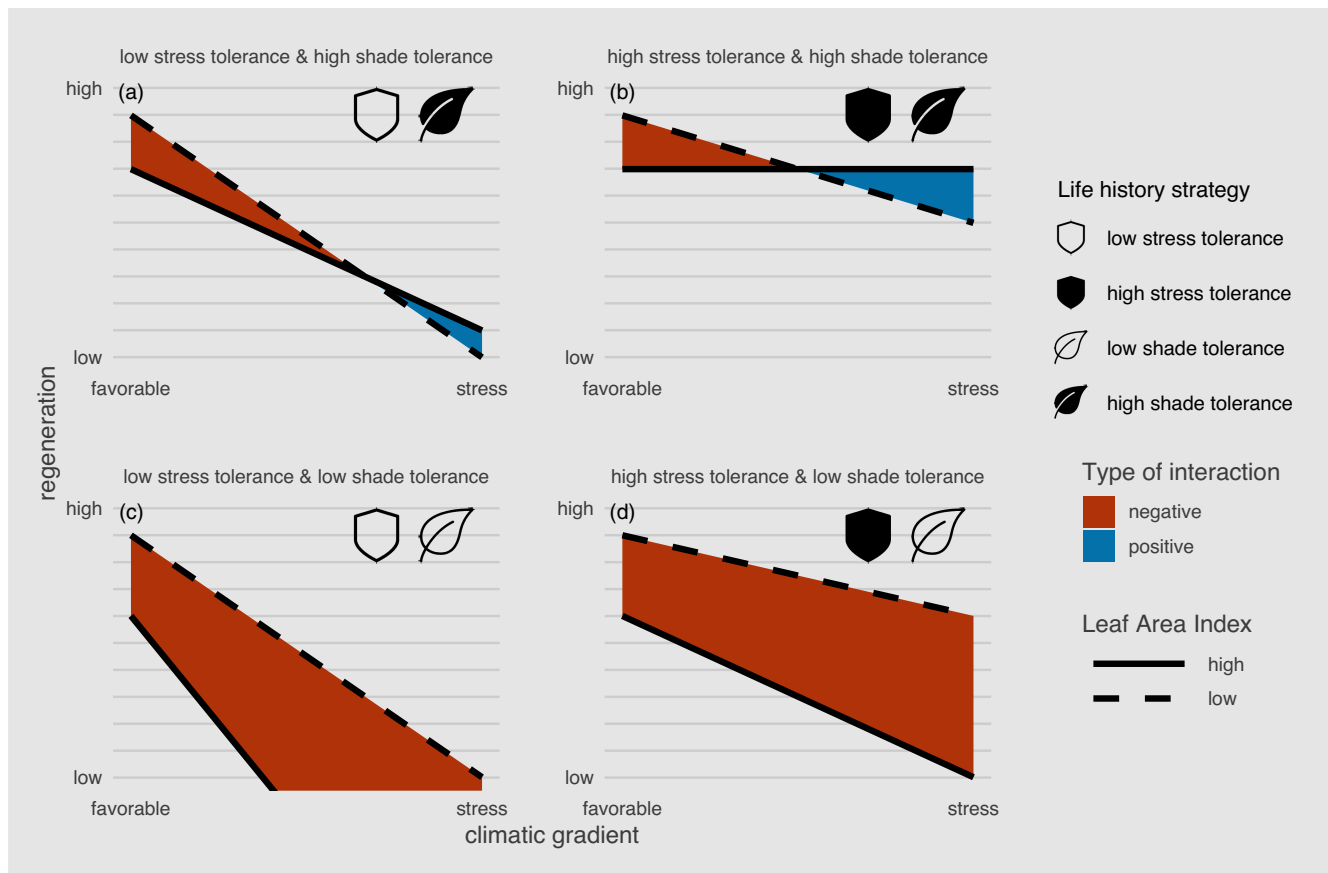 low stress tolerance & high shade tolerance
high
(a)
low
favorable
stress
high stress tolerance & high shade tolerance
high
(b)
low
favorable
stress
low stress tolerance & low shade tolerance
high
(c)
low
favorable
stress
high stress tolerance & low shade tolerance
high
(d)
low
favorable
stress
regeneration
climatic gradient
Life history strategy
low stress tolerance
high stress tolerance
low shade tolerance
high shade tolerance
Type of interaction
negative
positive
Leaf Area Index
high
low